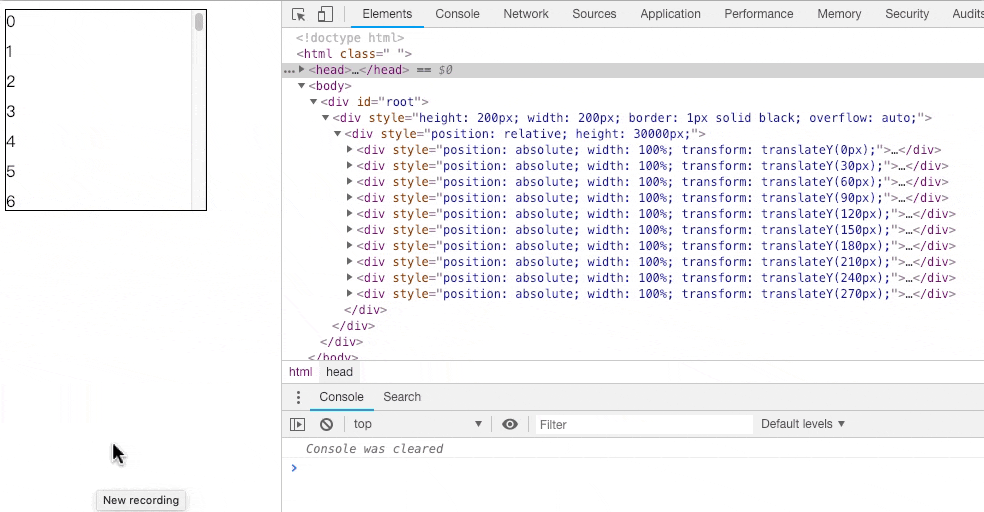 0
1
2
3
4
5
6
New recording
Elements Console Network Sources Application Performance Memory Security Audits
<!doctype html>
<html class=" ">
…<head>…</head> == $0
<body>
<div id="root">
<div style="height: 200px; width: 200px; border: 1px solid black; overflow: auto;">
<div style="position: relative; height: 30000px;">
<div style="position: absolute; width: 100%; transform: translateY(0px);">…</div>
<div style="position: absolute; width: 100%; transform: translateY(30px);">…</div>
<div style="position: absolute; width: 100%; transform: translateY(60px);">…</div>
<div style="position: absolute; width: 100%; transform: translateY(90px);">…</div>
<div style="position: absolute; width: 100%; transform: translateY(120px);">…</div>
<div style="position: absolute; width: 100%; transform: translateY(150px);">…</div>
<div style="position: absolute; width: 100%; transform: translateY(180px);">…</div>
<div style="position: absolute; width: 100%; transform: translateY(210px);">…</div>
<div style="position: absolute; width: 100%; transform: translateY(240px);">…</div>
<div style="position: absolute; width: 100%; transform: translateY(270px);">…</div>
</div>
</div>
</div>
</body>
html head
Console Search
top Filter Default levels
Console was cleared